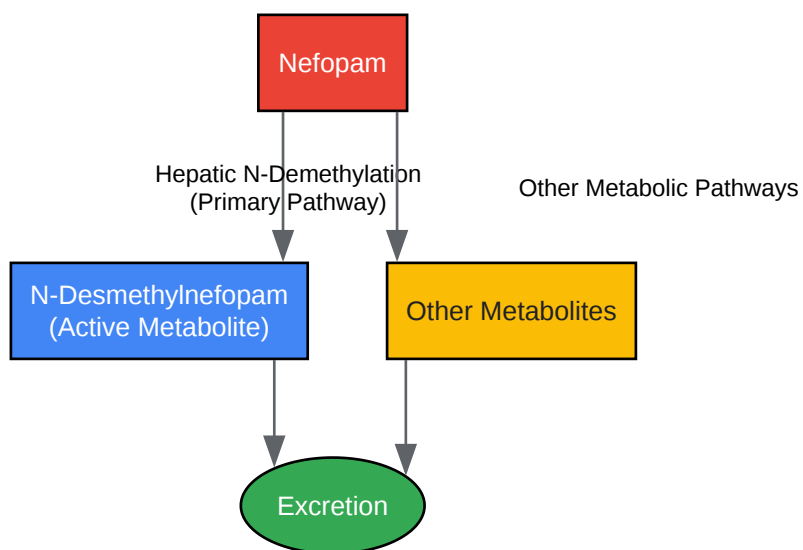 Nefopam
Hepatic N-Demethylation
(Primary Pathway)
Other Metabolic Pathways
N-Desmethylnefopam
(Active Metabolite)
Other Metabolites
Excretion